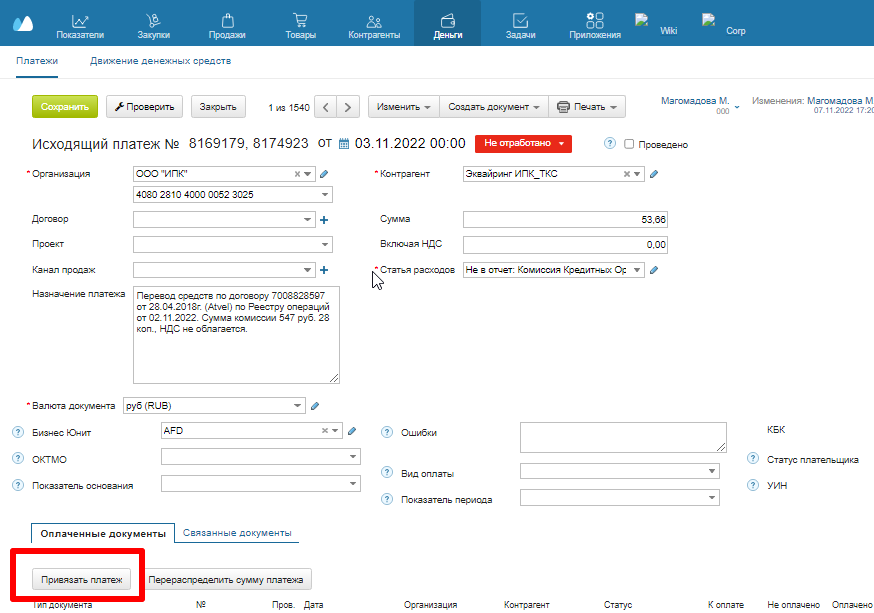 Показатели Закупки Продажи Товары Контрагенты Деньги Задачи Приложения Wiki Corp
Платежи Движение денежных средств
Сохранить Проверить Закрыть 1 из 1540 Изменить Создать документ Печать Магомадова М. Изменения: Магомадова М
ООО 07.11.2022 17:20
Исходящий платеж № 8169179, 8174923 от 03.11.2022 00:00 Не отработано ? Проведено
* Организация ООО "ИПК" * Контрагент Эквайринг ИПК_ТКС
4080 2810 4000 0052 3025
Договор Сумма 53,66
Проект Включая НДС 0,00
Канал продаж * Статья расходов Не в отчет: Комиссия Кредитных Ор
Назначение платежа Перевод средств по договору 7008828597
от 28.04.2018г. (Atvel) по Реестру операций
от 02.11.2022. Сумма комиссии 547 руб. 28
коп., НДС не облагается.
* Валюта документа руб (RUB)
? Бизнес Юнит AFD ? Ошибки КБК
? ОКТМО ? Вид оплаты ? Статус плательщика
? Показатель основания ? Показатель периода ? УИН
Оплаченные документы Связанные документы
Привязать платеж Перераспределить сумму платежа
Тип документа № Пров. Дата Организация Контрагент Статус К оплате Не оплачено Оплачено